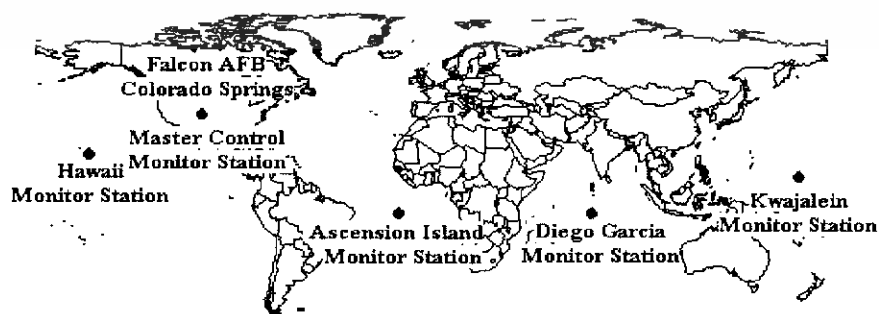 Falcon AFB
Colorado Springs
Master Control
Monitor Station
Hawaii
Monitor Station
Ascension Island
Monitor Station
Diego Garcia
Monitor Station
Kwajalein
Monitor Station